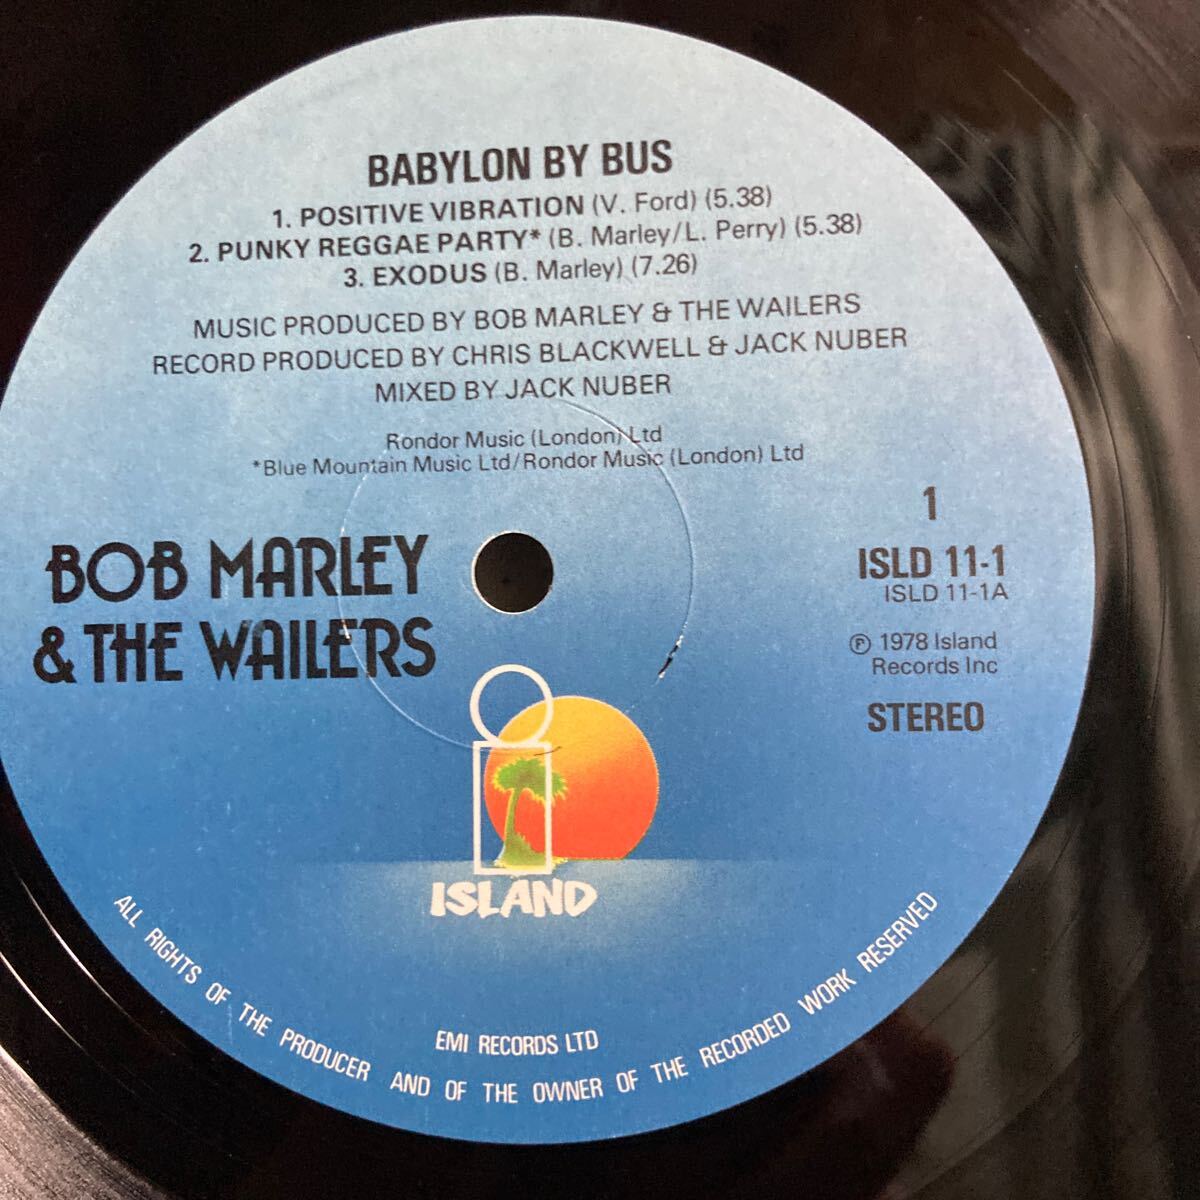 BABYLON BY BUS
1. POSITIVE VIBRATION (V. Ford) (5.38)
2. PUNKY REGGAE PARTY* (B. Marley/L. Perry) (5.38)
3. EXODUS (B. Marley) (7.26)
MUSIC PRODUCED BY BOB MARLEY & THE WAILERS
RECORD PRODUCED BY CHRIS BLACKWELL & JACK NUBER
MIXED BY JACK NUBER
Rondor Music (London) Ltd
*Blue Mountain Music Ltd/Rondor Music (London) Ltd
BOB MARLEY
& THE WAILERS
1
ISLD 11-1
ISLD 11-1A
℗ 1978 Island
Records Inc
STEREO
i
ISLAND
EMI RECORDS LTD
ALL RIGHTS OF THE PRODUCER AND OF THE OWNER OF THE RECORDED WORK RESERVED